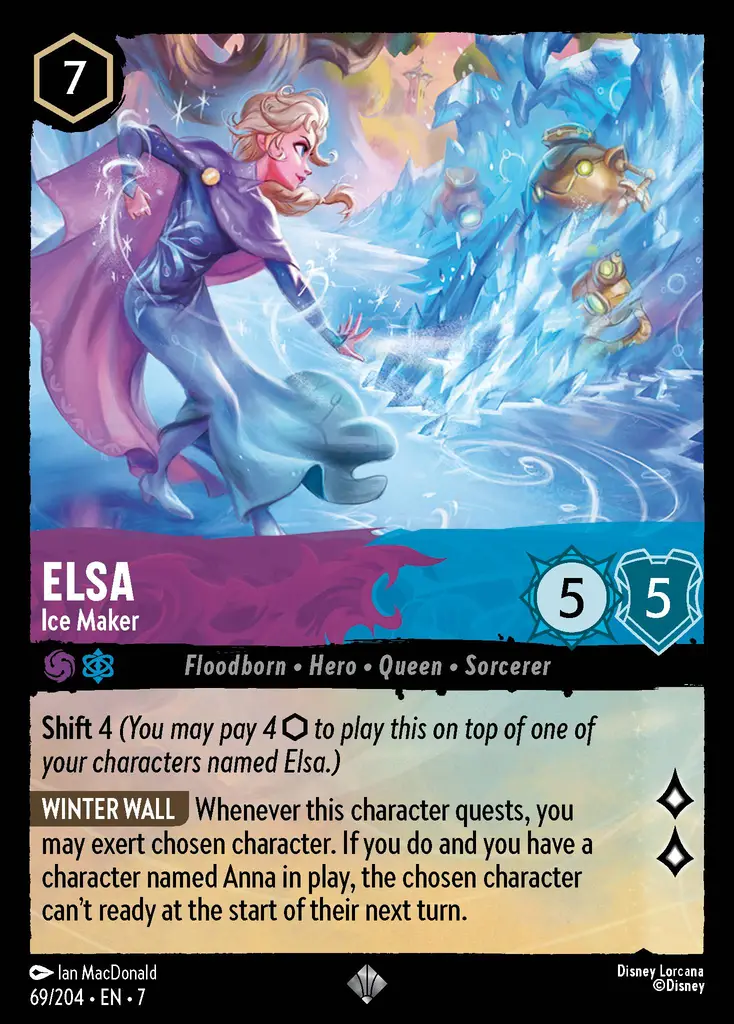 7
ELSA
Ice Maker
5
5
Floodborn • Hero • Queen • Sorcerer
Shift 4 (You may pay 4 to play this on top of one of
your characters named Elsa.)
WINTER WALL Whenever this character quests, you
may exert chosen character. If you do and you have a
character named Anna in play, the chosen character
can't ready at the start of their next turn.
Ian MacDonald
69/204 • EN • 7
Disney Lorcana
©Disney